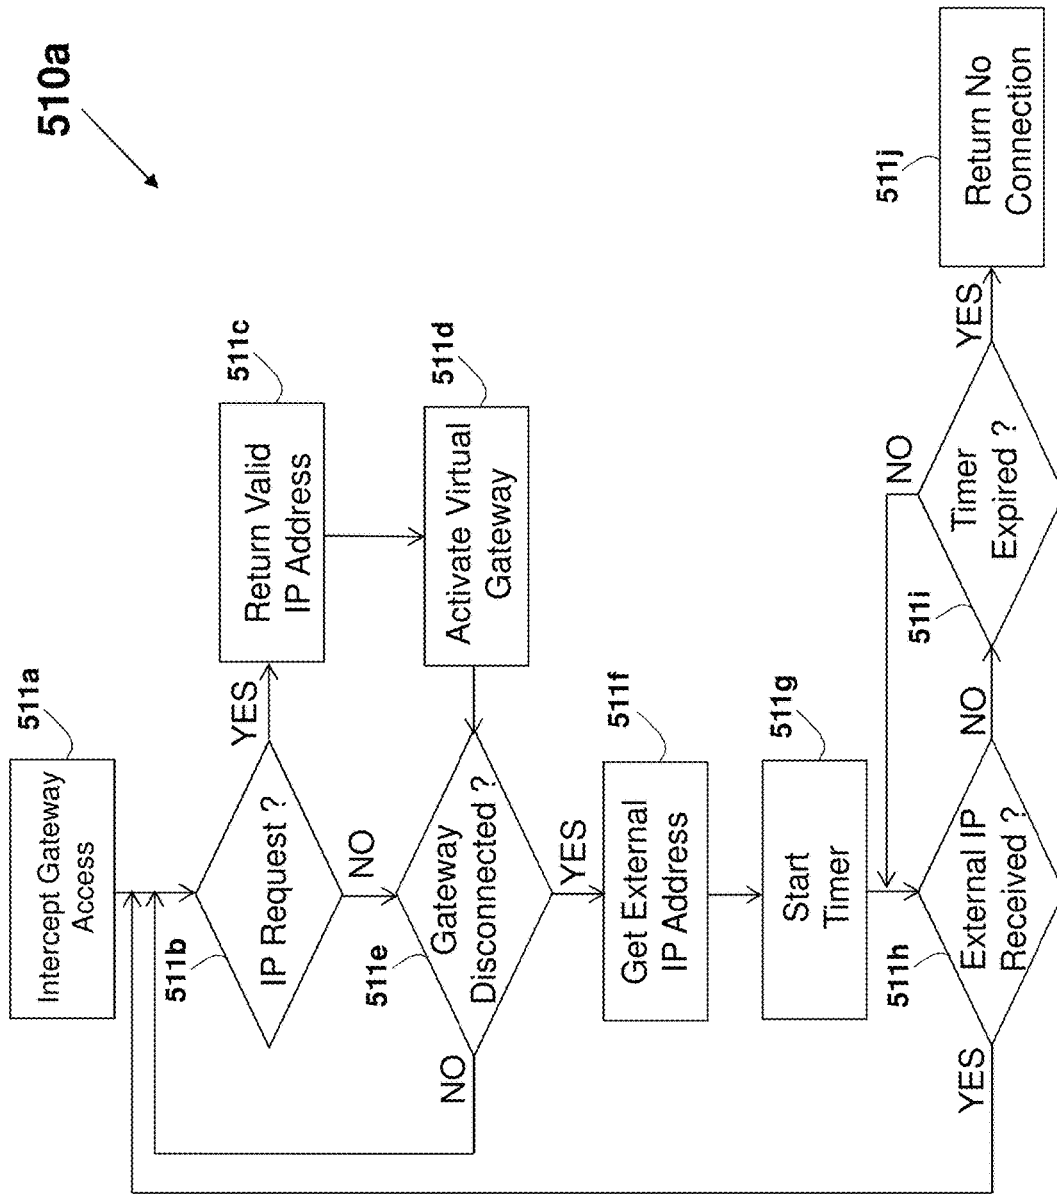 510a
511a
Intercept Gateway
Access
511b
IP Request ?
YES
NO
511c
Return Valid
IP Address
511d
Activate Virtual
Gateway
511e
Gateway
Disconnected ?
NO
YES
511f
Get External
IP Address
511g
Start
Timer
511h
External IP
Received ?
YES
NO
511i
Timer
Expired ?
NO
YES
511j
Return No
Connection